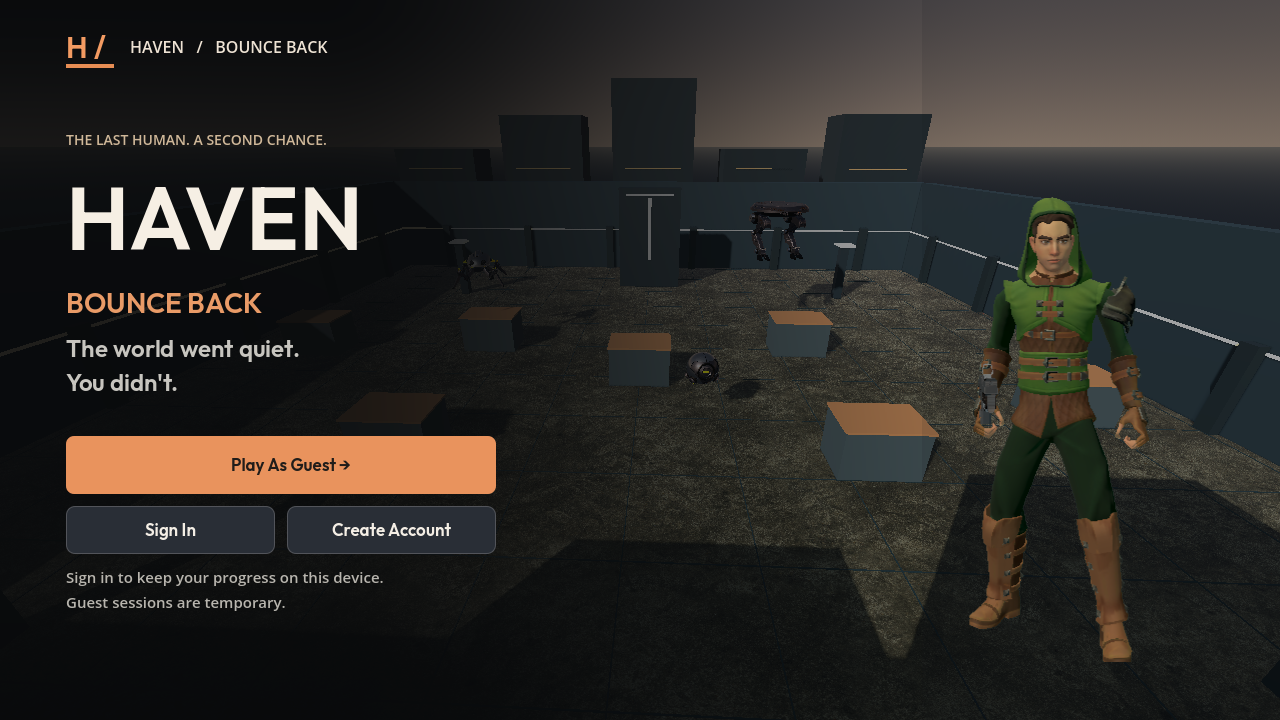 H / HAVEN / BOUNCE BACK
THE LAST HUMAN. A SECOND CHANCE.
HAVEN
BOUNCE BACK
The world went quiet.
You didn't.
Play As Guest →
Sign In
Create Account
Sign in to keep your progress on this device.
Guest sessions are temporary.